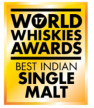 17
WORLD
WHISKIES
AWARDS
BEST INDIAN
SINGLE
MALT